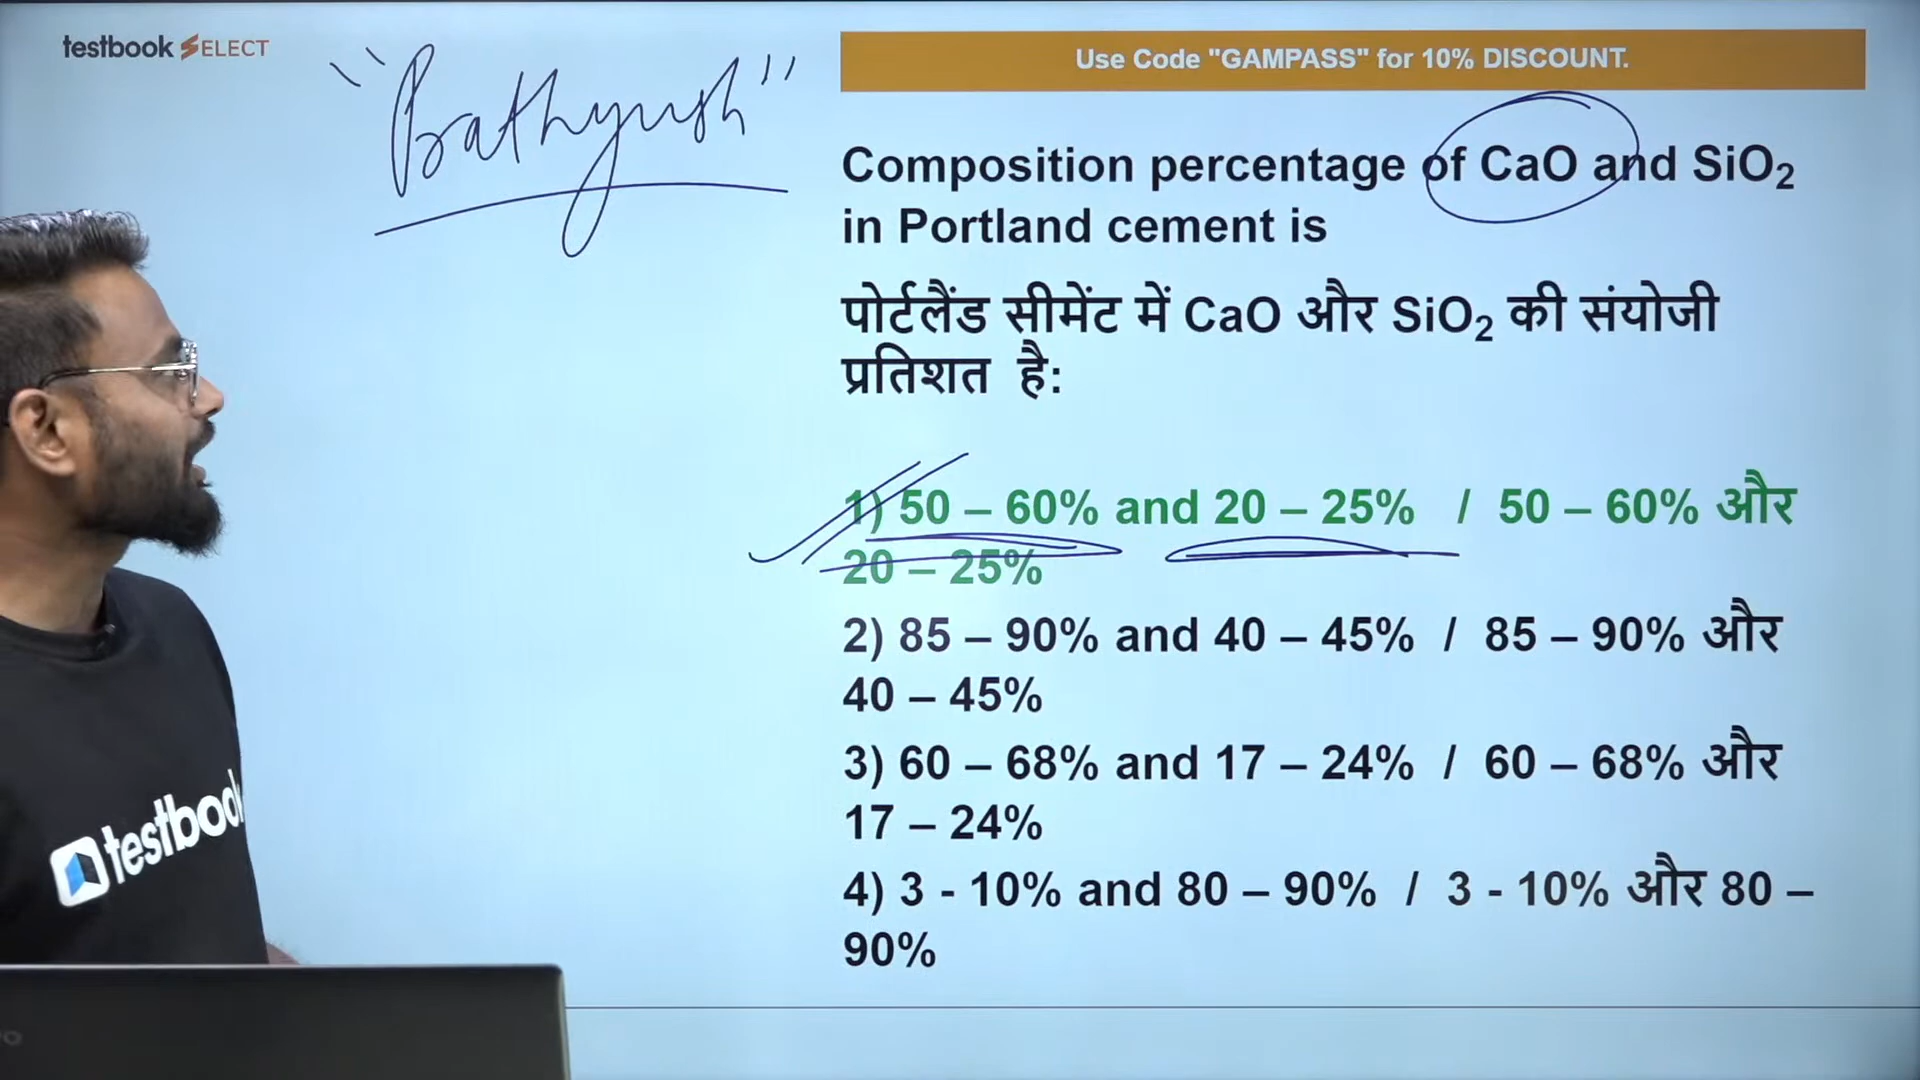 testbook SELECT
"Prathyush"
Use Code "GAMPASS" for 10% DISCOUNT.
Composition percentage of CaO and SiO₂
in Portland cement is
पोर्टलैंड सीमेंट में CaO और SiO₂ की संयोजी
प्रतिशत है:
1) 50 – 60% and 20 – 25% / 50 – 60% और
20 – 25%
2) 85 – 90% and 40 – 45% / 85 – 90% और
40 – 45%
3) 60 – 68% and 17 – 24% / 60 – 68% और
17 – 24%
4) 3 - 10% and 80 – 90% / 3 - 10% और 80 –
90%
testbook